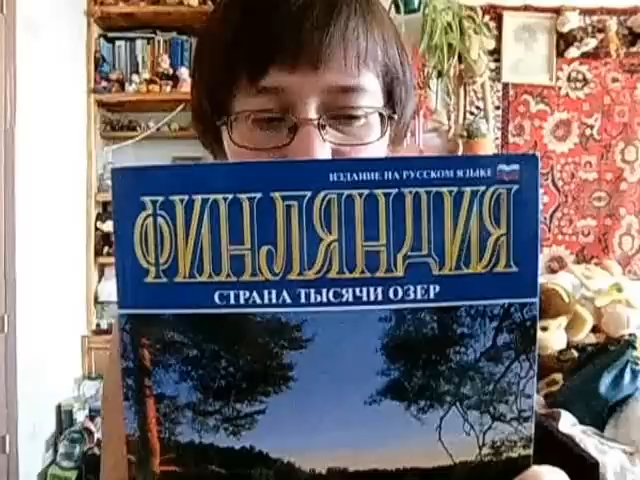 ИЗДАНИЕ НА РУССКОМ ЯЗЫКЕ
ФИНЛЯНДИЯ
СТРАНА ТЫСЯЧИ ОЗЕР